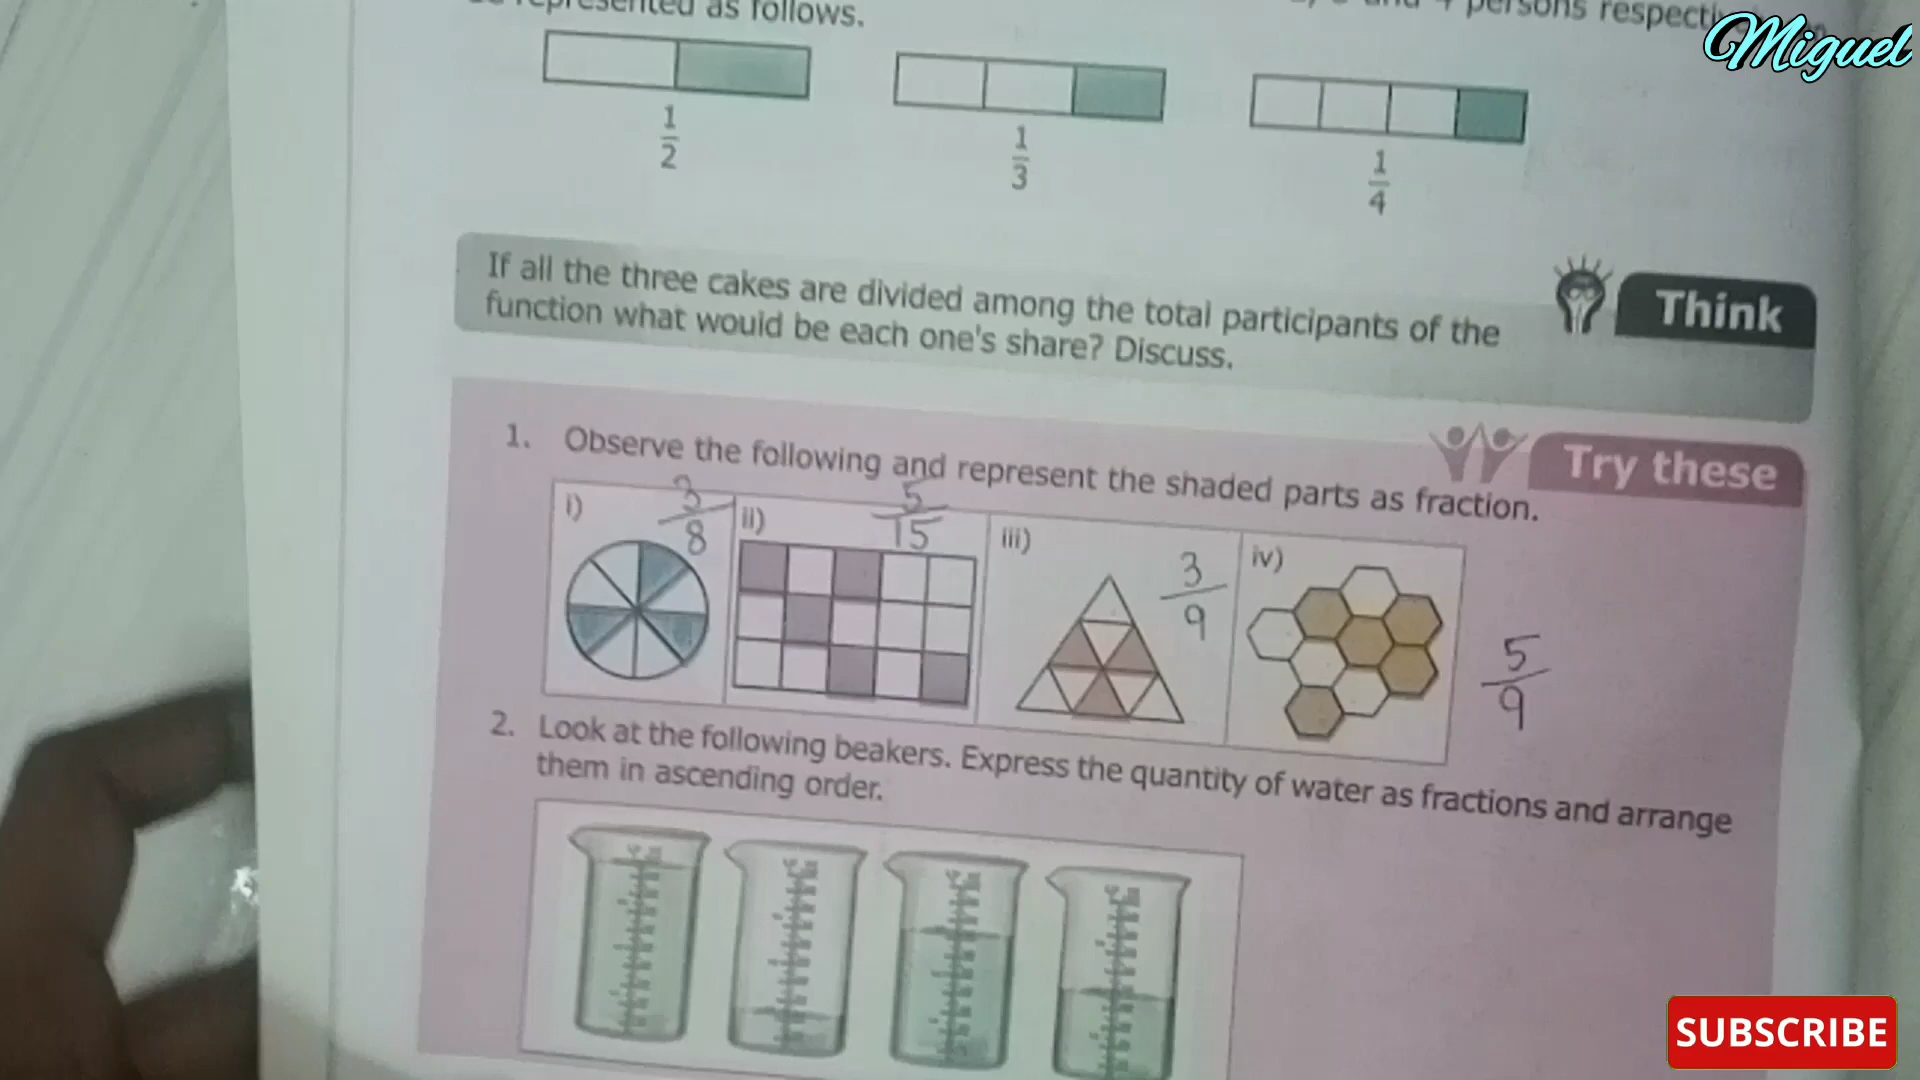 represented as follows.
persons
Miguel
1
2
1
3
1
4
If all the three cakes are divided among the total participants of the
function what would be each one's share? Discuss.
Think
Try these
1. Observe the following and represent the shaded parts as fraction.
i)
3
8
ii)
5
15
iii)
3
9
iv)
5
9
2. Look at the following beakers. Express the quantity of water as fractions and arrange
them in ascending order.
SUBSCRIBE